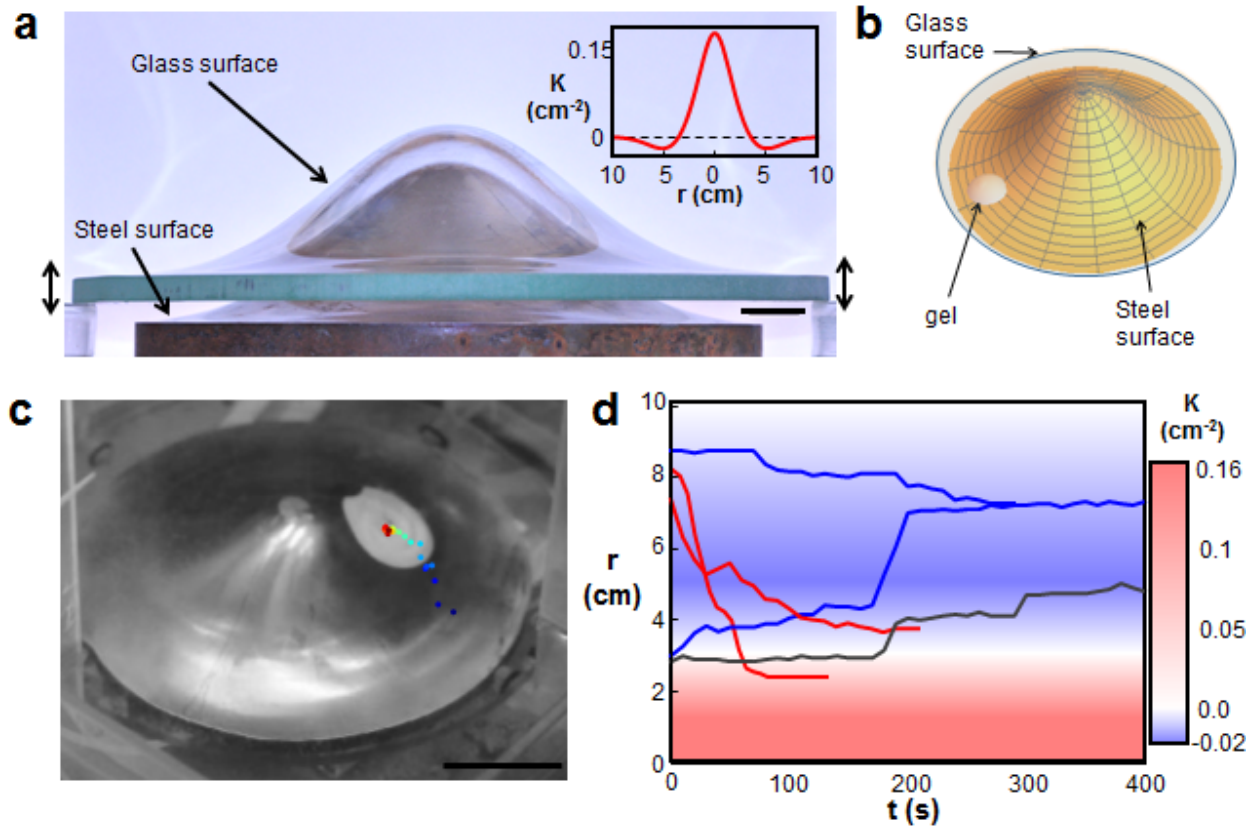 a
Glass surface
Steel surface
0.15
K
(cm-2)
0
10 5 0 5 10
r (cm)
b
Glass
surface
gel
Steel
surface
c
d
10
8
6
4
2
0
r
(cm)
0 100 200 300 400
t (s)
K
(cm-2)
0.16
0.1
0.05
0.0
-0.02